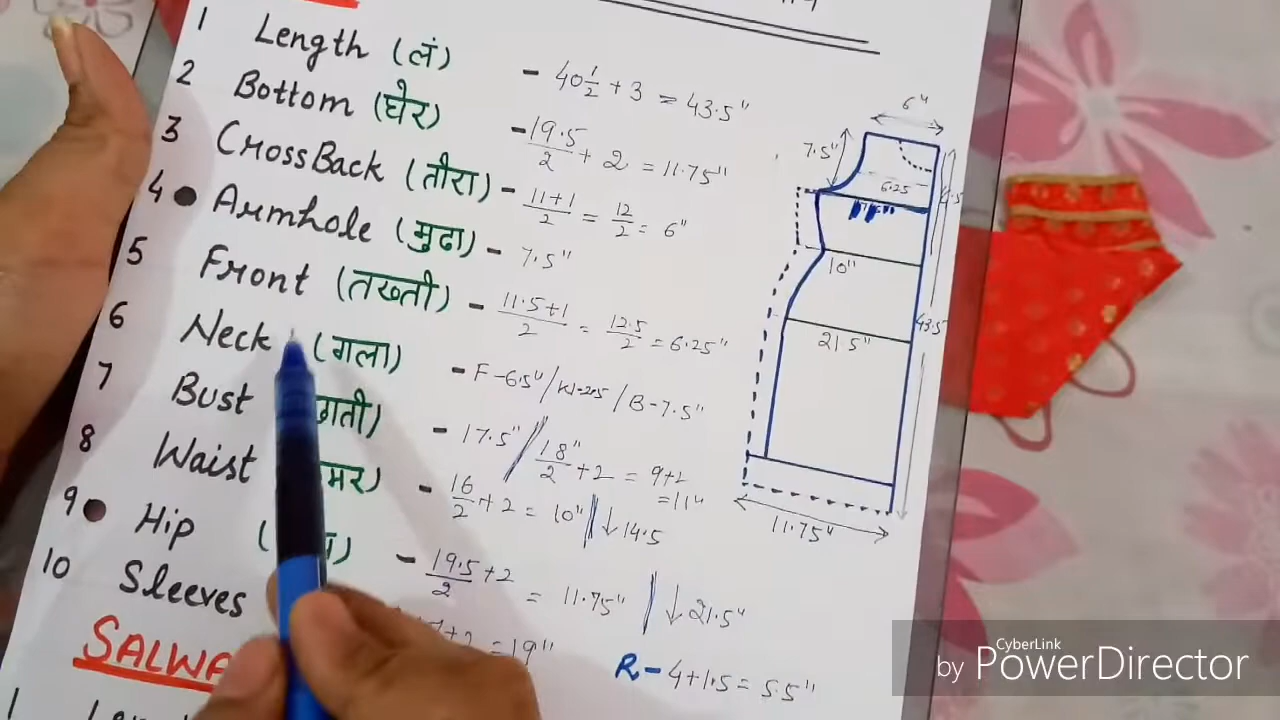 1 Length (लं) - 40 1/2 + 3 = 43.5"
2 Bottom (घेर) - 19.5/2 + 2 = 11.75"
3 CrossBack (तीरा) - 11+1/2 = 12/2 = 6"
4 Armhole (मुढा) - 7.5"
5 Front (तख्ती) - 11.5+1/2 = 12.5/2 = 6.25"
6 Neck (गला) - F-6.5"/W-2.5/B-7.5"
7 Bust - 17.5" / 18"/2 + 2 = 9+2
= 11"
8 Waist - 16/2 + 2 = 10" ↓ 14.5
9 Hip - 19.5/2 + 2 = 11.75" ↓ 21.5"
10 Sleeves = 19"
R - 4+1.5 = 5.5"
SALWA
1
6"
7.5"
6.25
10"
43.5"
21.5"
11.75"
CyberLink
by PowerDirector